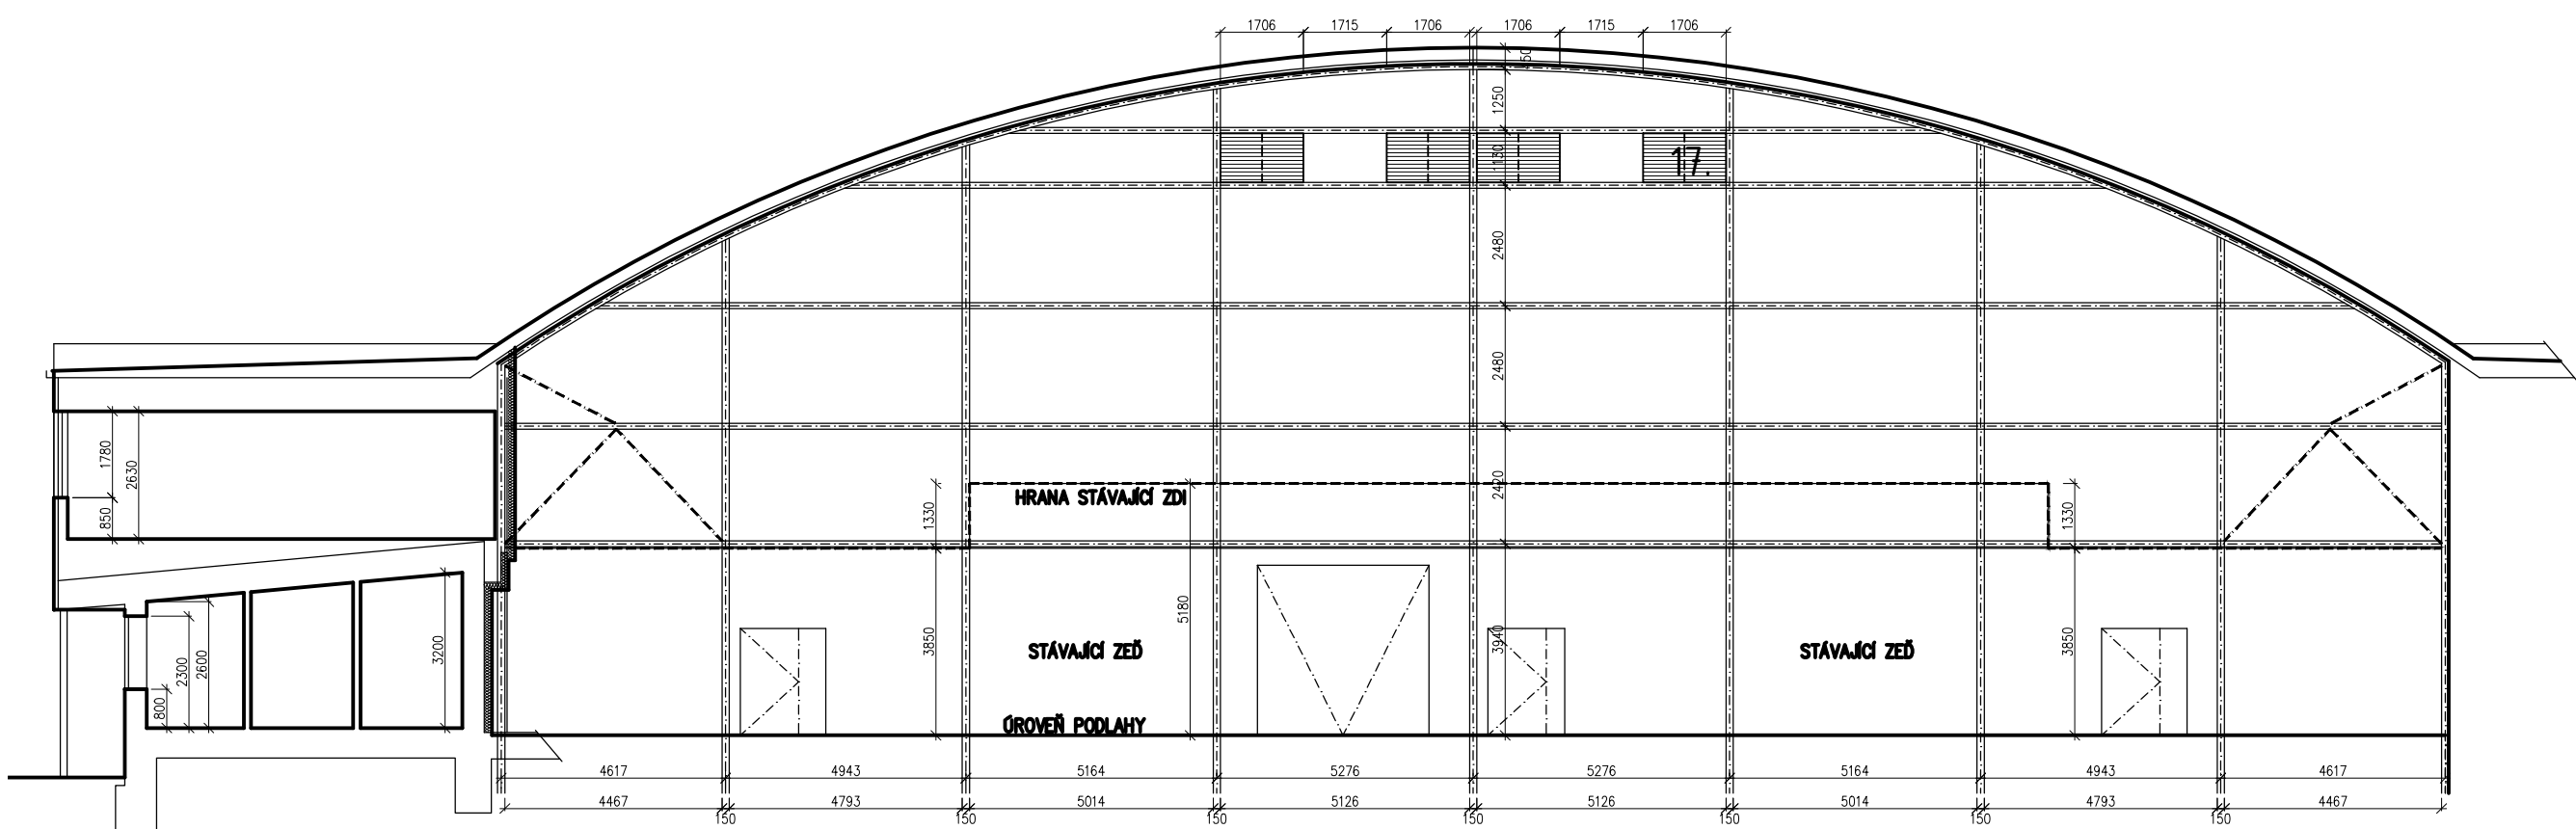 1706 1715 1706 1706 1715 1706
1250
1130
17.
2480
2480
2420
3940
1780
2630
850
HRANA STÁVAJÍCÍ ZDI
1330
1330
5180
3850
3850
STÁVAJÍCÍ ZEĎ
STÁVAJÍCÍ ZEĎ
ÚROVEŇ PODLAHY
3200
2600
2300
800
4617 4943 5164 5276 5276 5164 4943 4617
4467 4793 5014 5126 5126 5014 4793 4467
150 150 150 150 150 150 150